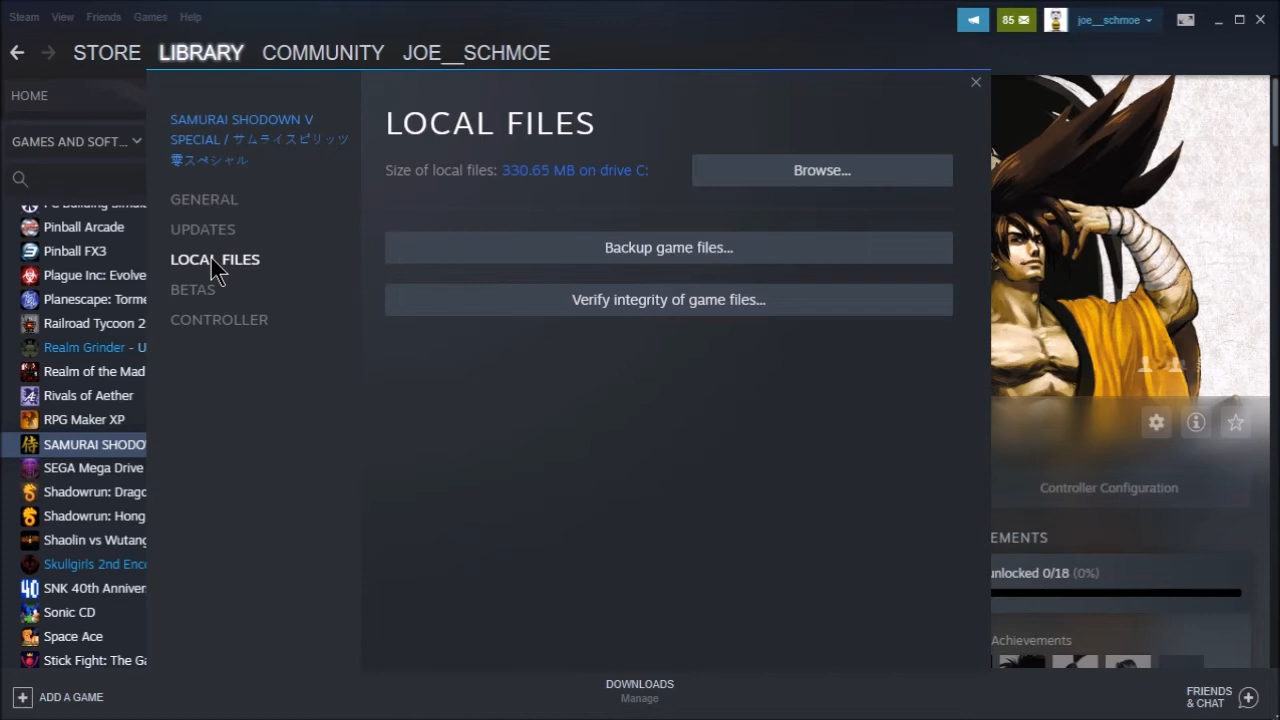 Steam View Friends Games Help
85
joe__schmoe
STORE LIBRARY COMMUNITY JOE__SCHMOE
HOME
GAMES AND SOFT...
Pinball Arcade
Pinball FX3
Plague Inc: Evolve
Planescape: Torme
Railroad Tycoon 2
Realm Grinder - U
Realm of the Mad
Rivals of Aether
RPG Maker XP
SAMURAI SHODO
SEGA Mega Drive
Shadowrun: Drago
Shadowrun: Hong
Shaolin vs Wutang
Skullgirls 2nd Enco
SNK 40th Anniver
Sonic CD
Space Ace
Stick Fight: The Ga
ADD A GAME
SAMURAI SHODOWN V
SPECIAL / サムライスピリッツ
零スペシャル
GENERAL
UPDATES
LOCAL FILES
BETAS
CONTROLLER
LOCAL FILES
Size of local files: 330.65 MB on drive C:
Browse...
Backup game files...
Verify integrity of game files...
Controller Configuration
EMENTS
unlocked 0/18 (0%)
Achievements
DOWNLOADS
Manage
FRIENDS
& CHAT